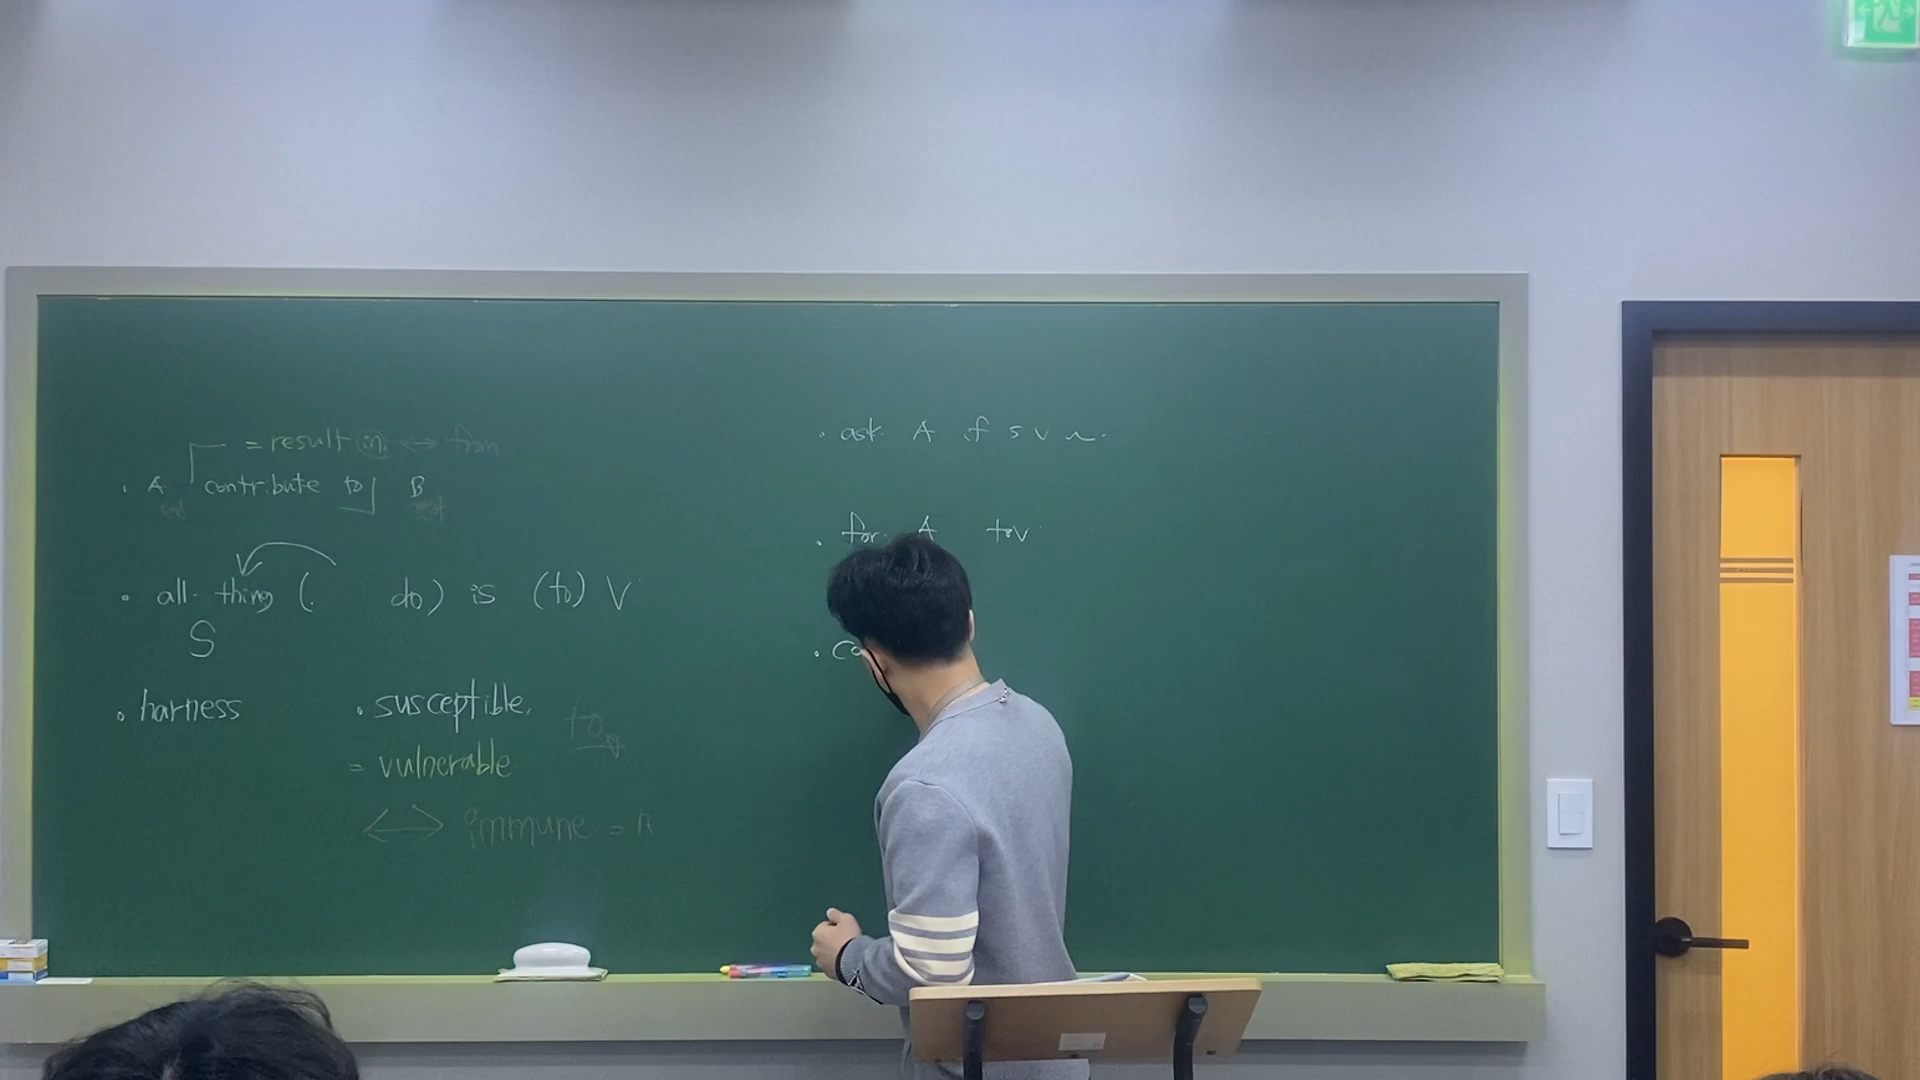 = result in ↔ from
· A contribute to B
· all thing ( do) is (to) V
S
· harness
· susceptible. to
= vulnerable
↔ immune =
· ask A if s v ~.
· for A to v
· co